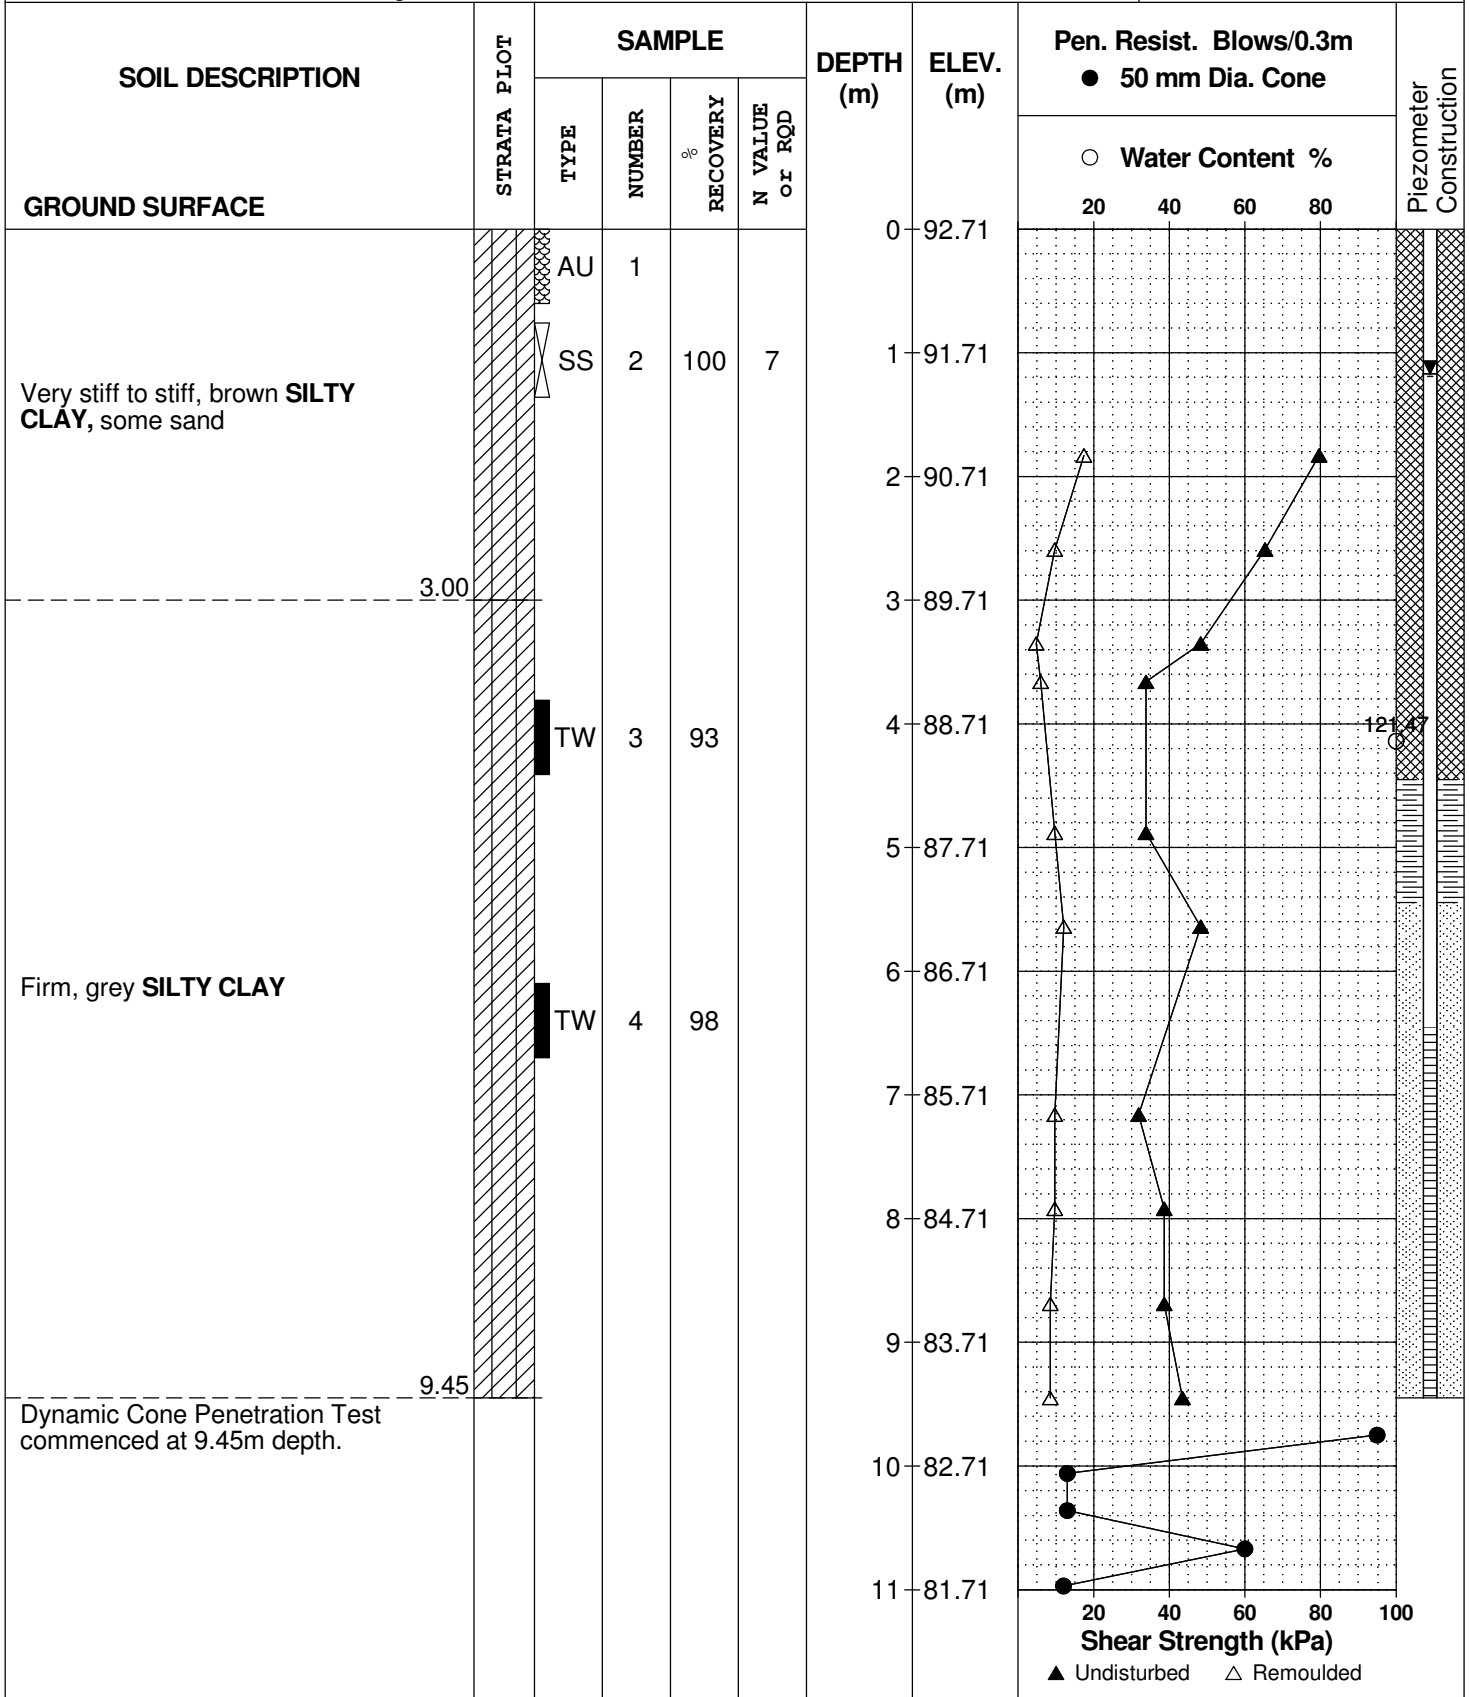 SOIL DESCRIPTION
GROUND SURFACE
STRATA PLOT
SAMPLE
TYPE
NUMBER
%
RECOVERY
N VALUE
or RQD
DEPTH
(m)
ELEV.
(m)
Pen. Resist. Blows/0.3m
● 50 mm Dia. Cone
○ Water Content %
20 40 60 80
Piezometer
Construction
0 92.71
AU 1
SS 2 100 7
1 91.71
Very stiff to stiff, brown SILTY
CLAY, some sand
2 90.71
3.00
3 89.71
TW 3 93
4 88.71
121.47
5 87.71
6 86.71
Firm, grey SILTY CLAY
TW 4 98
7 85.71
8 84.71
9 83.71
9.45
Dynamic Cone Penetration Test
commenced at 9.45m depth.
10 82.71
11 81.71
20 40 60 80 100
Shear Strength (kPa)
▲ Undisturbed △ Remoulded